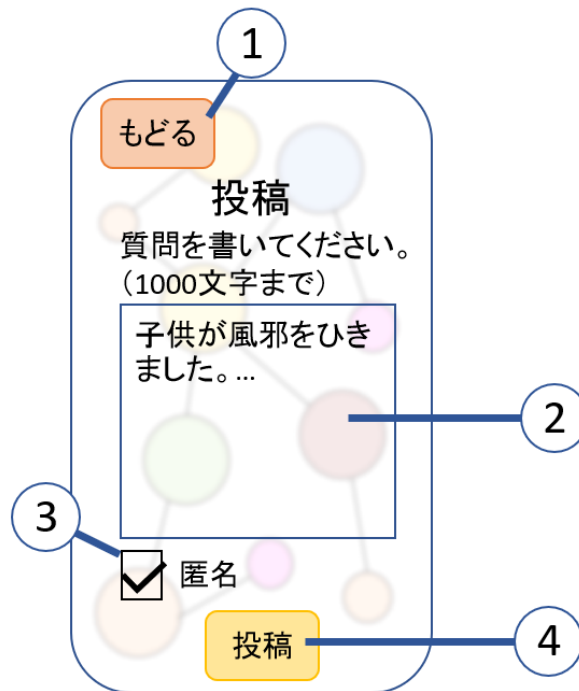 1
もどる
投稿
質問を書いてください。
（1000文字まで）
子供が風邪をひき
ました。...
2
3
匿名
投稿
4